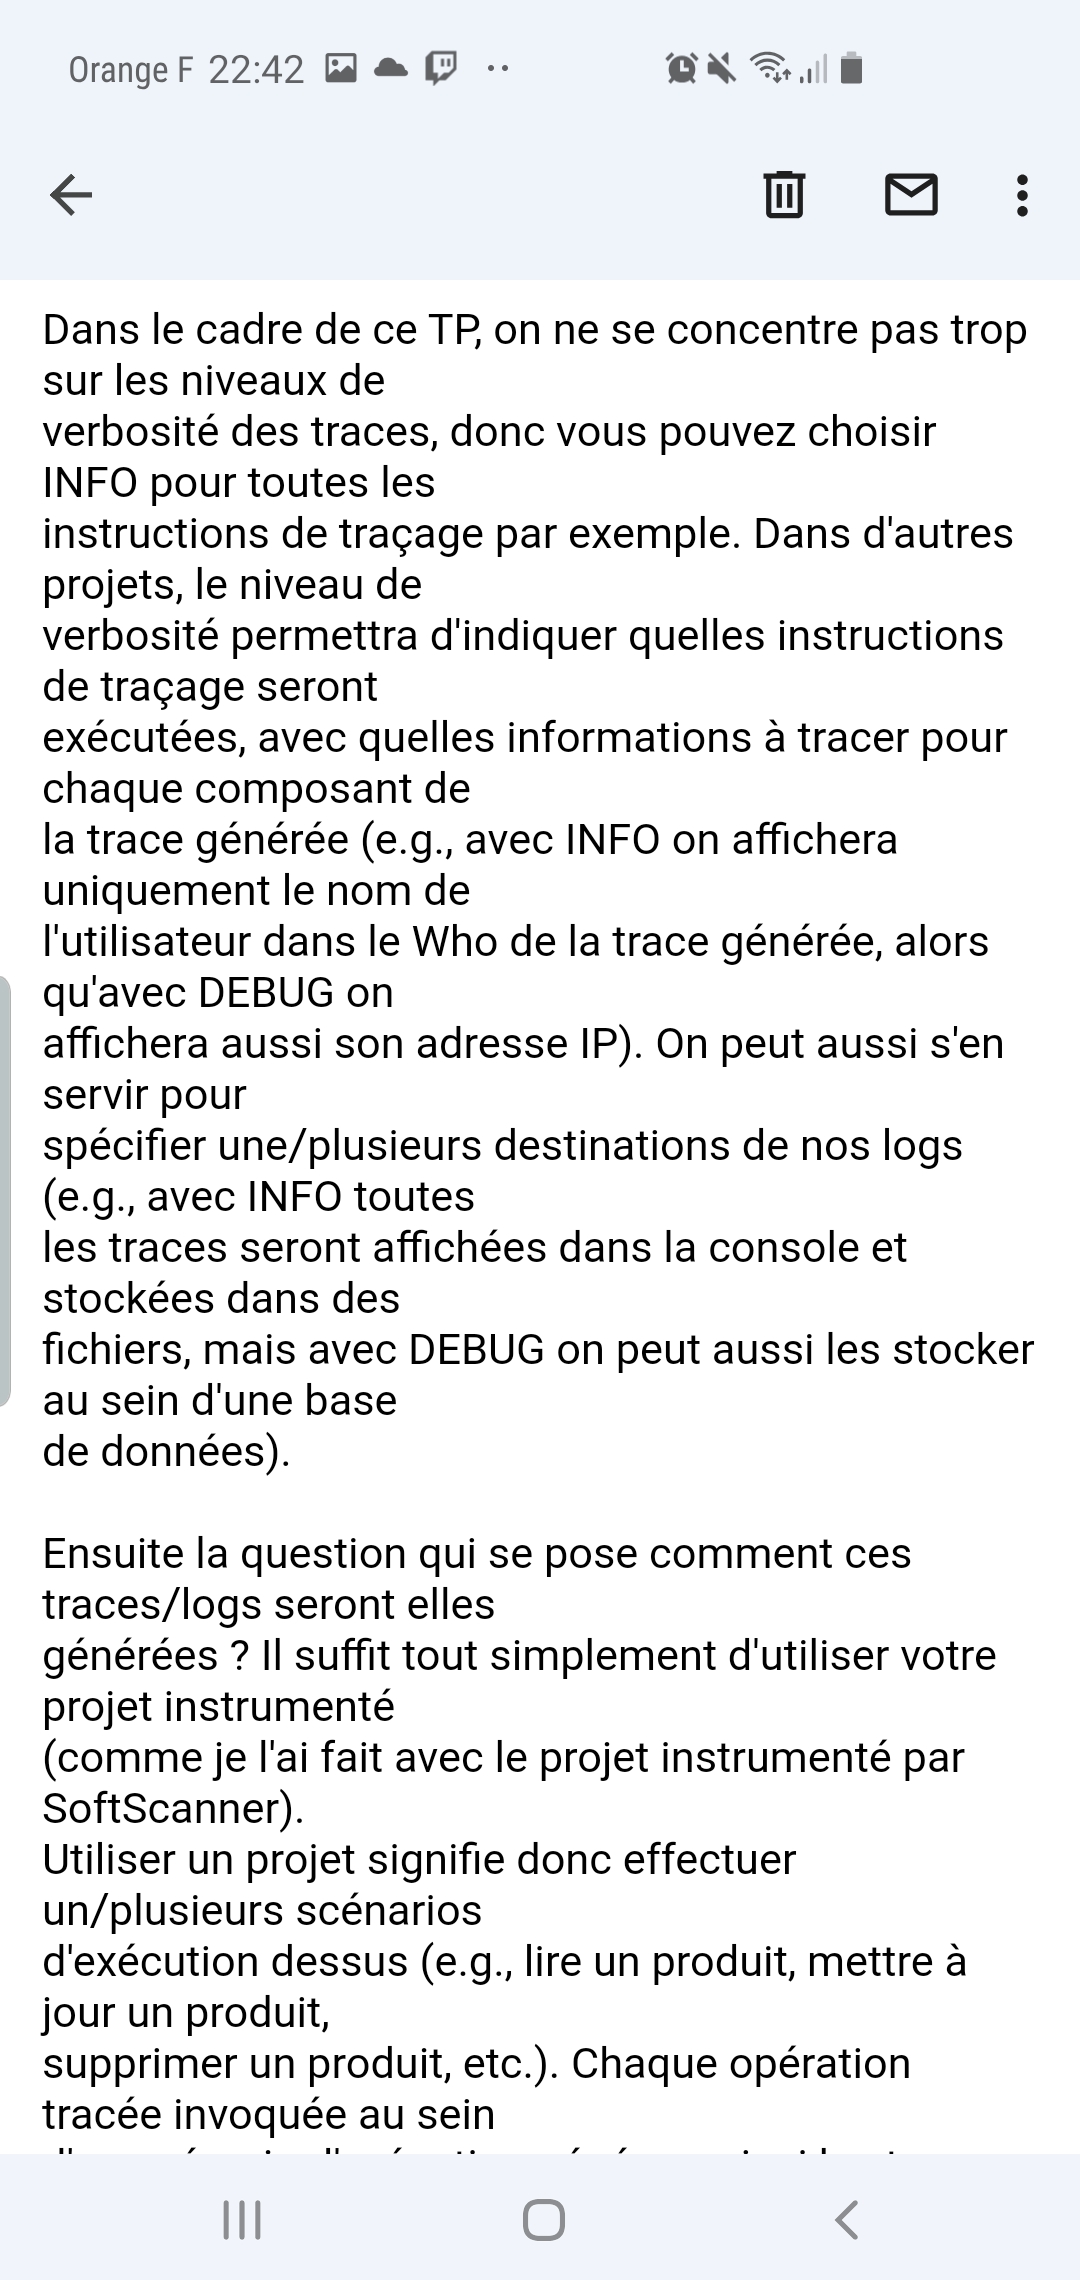 Orange F 22:42
Dans le cadre de ce TP, on ne se concentre pas trop
sur les niveaux de
verbosité des traces, donc vous pouvez choisir
INFO pour toutes les
instructions de traçage par exemple. Dans d'autres
projets, le niveau de
verbosité permettra d'indiquer quelles instructions
de traçage seront
exécutées, avec quelles informations à tracer pour
chaque composant de
la trace générée (e.g., avec INFO on affichera
uniquement le nom de
l'utilisateur dans le Who de la trace générée, alors
qu'avec DEBUG on
affichera aussi son adresse IP). On peut aussi s'en
servir pour
spécifier une/plusieurs destinations de nos logs
(e.g., avec INFO toutes
les traces seront affichées dans la console et
stockées dans des
fichiers, mais avec DEBUG on peut aussi les stocker
au sein d'une base
de données).
Ensuite la question qui se pose comment ces
traces/logs seront elles
générées ? Il suffit tout simplement d'utiliser votre
projet instrumenté
(comme je l'ai fait avec le projet instrumenté par
SoftScanner).
Utiliser un projet signifie donc effectuer
un/plusieurs scénarios
d'exécution dessus (e.g., lire un produit, mettre à
jour un produit,
supprimer un produit, etc.). Chaque opération
tracée invoquée au sein